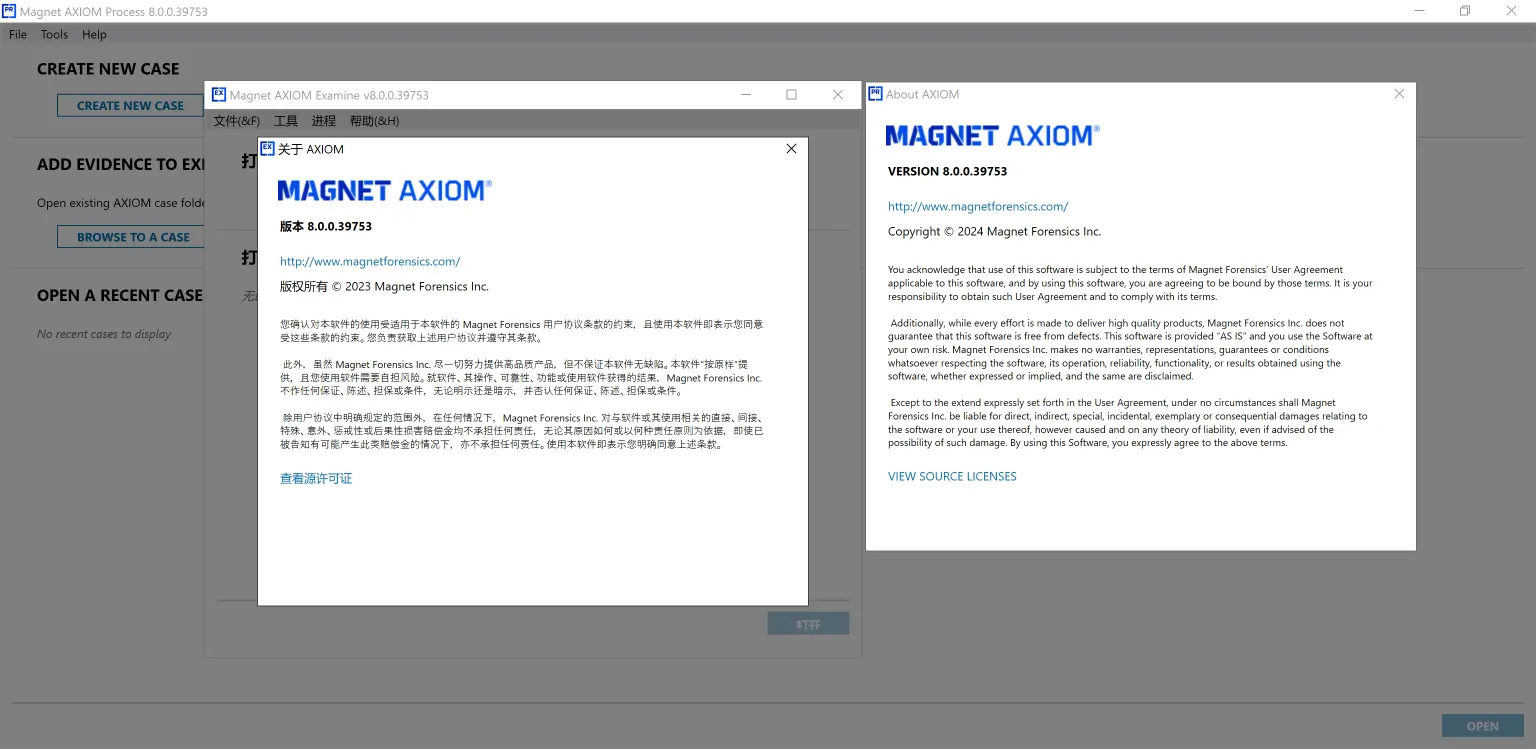 Magnet AXIOM Process 8.0.0.39753
File Tools Help
CREATE NEW CASE
CREATE NEW CASE
ADD EVIDENCE TO EXI
Open existing AXIOM case folde
BROWSE TO A CASE
OPEN A RECENT CASE
No recent cases to display
OPEN
EX Magnet AXIOM Examine v8.0.0.39753
文件(&F) 工具 进程 帮助(&H)
打
打
打开
EX 关于 AXIOM
MAGNET AXIOM®
版本 8.0.0.39753
http://www.magnetforensics.com/
版权所有 © 2023 Magnet Forensics Inc.
您确认对本软件的使用受适用于本软件的 Magnet Forensics 用户协议条款的约束，且使用本软件即表示您同意
受这些条款的约束。您负责获取上述用户协议并遵守其条款。
此外，虽然 Magnet Forensics Inc. 尽一切努力提供高品质产品，但不保证本软件无缺陷。本软件“按原样”提
供，且您使用软件需要自担风险。就软件、其操作、可靠性、功能或使用软件获得的结果，Magnet Forensics Inc.
不作任何保证、陈述、担保或条件，无论明示还是暗示，并否认任何保证、陈述、担保或条件。
除用户协议中明确规定的范围外，在任何情况下，Magnet Forensics Inc. 对与软件或其使用相关的直接、间接、
特殊、意外、惩戒性或后果性损害赔偿金均不承担任何责任，无论其原因如何或以何种责任原则为依据，即使已
被告知有可能产生此类赔偿金的情况下，亦不承担任何责任。使用本软件即表示您明确同意上述条款。
查看源许可证
PR About AXIOM
MAGNET AXIOM®
VERSION 8.0.0.39753
http://www.magnetforensics.com/
Copyright © 2024 Magnet Forensics Inc.
You acknowledge that use of this software is subject to the terms of Magnet Forensics’ User Agreement
applicable to this software, and by using this software, you are agreeing to be bound by those terms. It is your
responsibility to obtain such User Agreement and to comply with its terms.
Additionally, while every effort is made to deliver high quality products, Magnet Forensics Inc. does not
guarantee that this software is free from defects. This software is provided “AS IS” and you use the Software at
your own risk. Magnet Forensics Inc. makes no warranties, representations, guarantees or conditions
whatsoever respecting the software, its operation, reliability, functionality, or results obtained using the
software, whether expressed or implied, and the same are disclaimed.
Except to the extend expressly set forth in the User Agreement, under no circumstances shall Magnet
Forensics Inc. be liable for direct, indirect, special, incidental, exemplary or consequential damages relating to
the software or your use thereof, however caused and on any theory of liability, even if advised of the
possibility of such damage. By using this Software, you expressly agree to the above terms.
VIEW SOURCE LICENSES